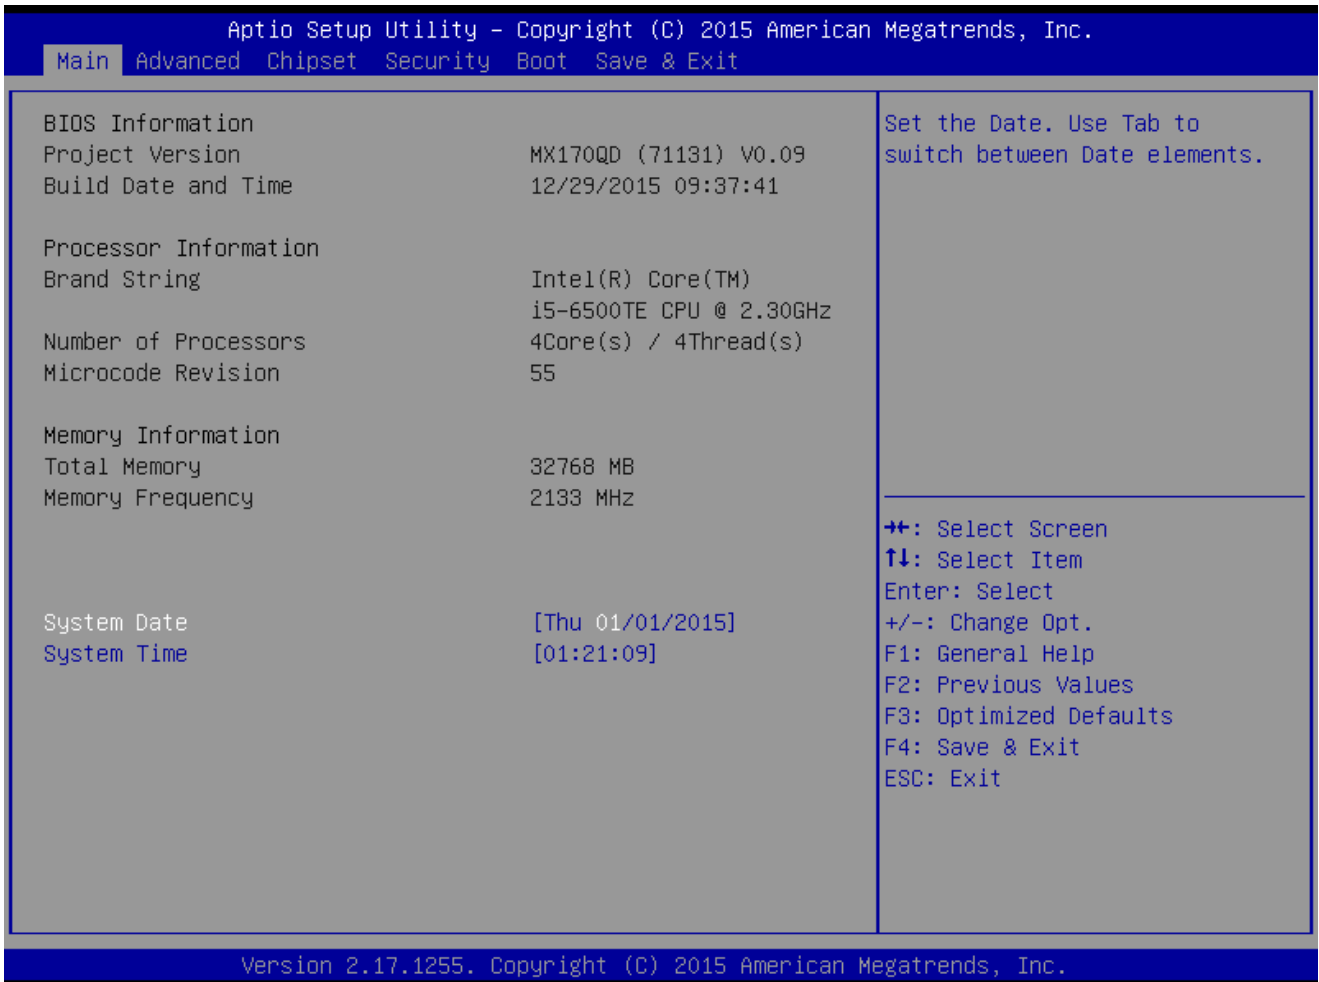 Aptio Setup Utility – Copyright (C) 2015 American Megatrends, Inc.
Main Advanced Chipset Security Boot Save & Exit
BIOS Information
Project Version MX170QD (71131) V0.09
Build Date and Time 12/29/2015 09:37:41
Processor Information
Brand String Intel(R) Core(TM)
i5-6500TE CPU @ 2.30GHz
Number of Processors 4Core(s) / 4Thread(s)
Microcode Revision 55
Memory Information
Total Memory 32768 MB
Memory Frequency 2133 MHz
System Date [Thu 01/01/2015]
System Time [01:21:09]
Set the Date. Use Tab to
switch between Date elements.
→←: Select Screen
↑↓: Select Item
Enter: Select
+/-: Change Opt.
F1: General Help
F2: Previous Values
F3: Optimized Defaults
F4: Save & Exit
ESC: Exit
Version 2.17.1255. Copyright (C) 2015 American Megatrends, Inc.